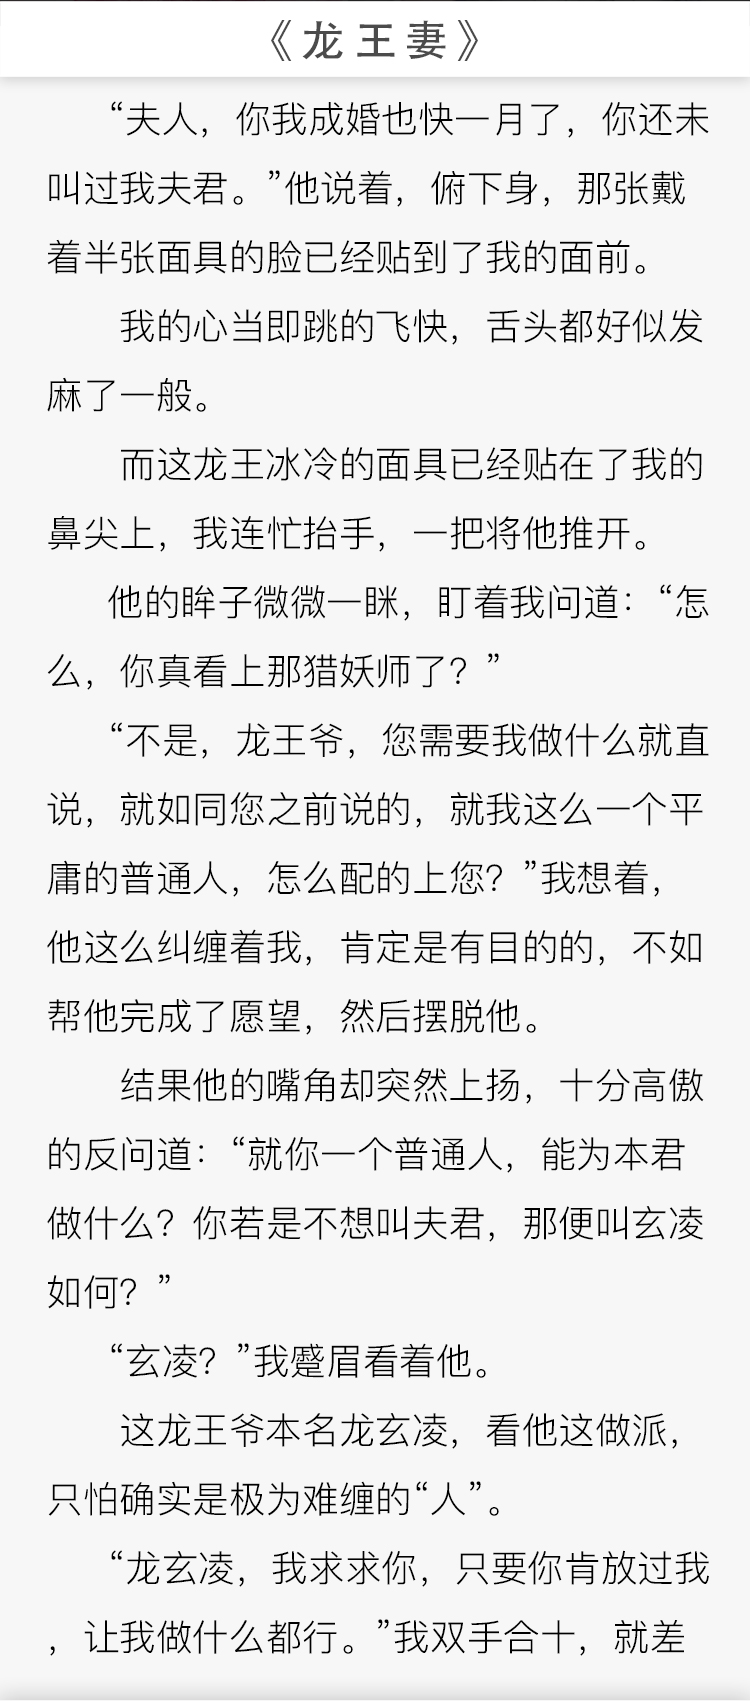 《龙王妻》
“夫人，你我成婚也快一月了，你还未
叫过我夫君。”他说着，俯下身，那张戴
着半张面具的脸已经贴到了我的面前。
我的心当即跳的飞快，舌头都好似发
麻了一般。
而这龙王冰冷的面具已经贴在了我的
鼻尖上，我连忙抬手，一把将他推开。
他的眸子微微一眯，盯着我问道：“怎
么，你真看上那猎妖师了？”
“不是，龙王爷，您需要我做什么就直
说，就如同您之前说的，就我这么一个平
庸的普通人，怎么配的上您？”我想着，
他这么纠缠着我，肯定是有目的的，不如
帮他完成了愿望，然后摆脱他。
结果他的嘴角却突然上扬，十分高傲
的反问道：“就你一个普通人，能为本君
做什么？你若是不想叫夫君，那便叫玄凌
如何？”
“玄凌？”我蹙眉看着他。
这龙王爷本名龙玄凌，看他这做派，
只怕确实是极为难缠的“人”。
“龙玄凌，我求求你，只要你肯放过我
，让我做什么都行。”我双手合十，就差